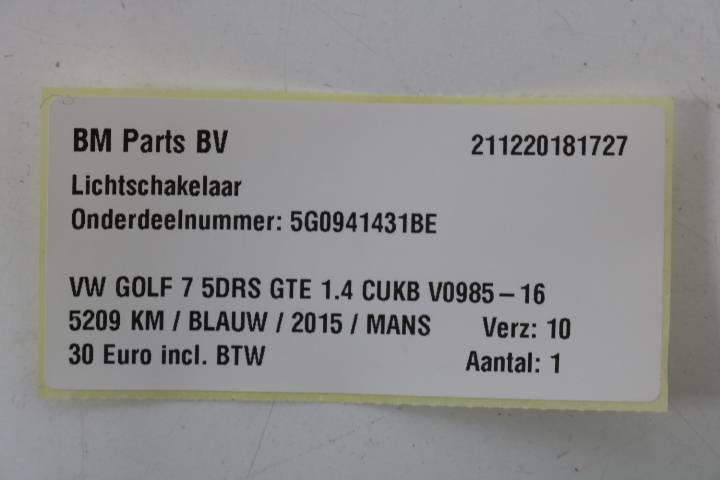 BM Parts BV 211220181727
Lichtschakelaar
Onderdeelnummer: 5G0941431BE
VW GOLF 7 5DRS GTE 1.4 CUKB V0985-16
5209 KM / BLAUW / 2015 / MANS Verz: 10
30 Euro incl. BTW Aantal: 1